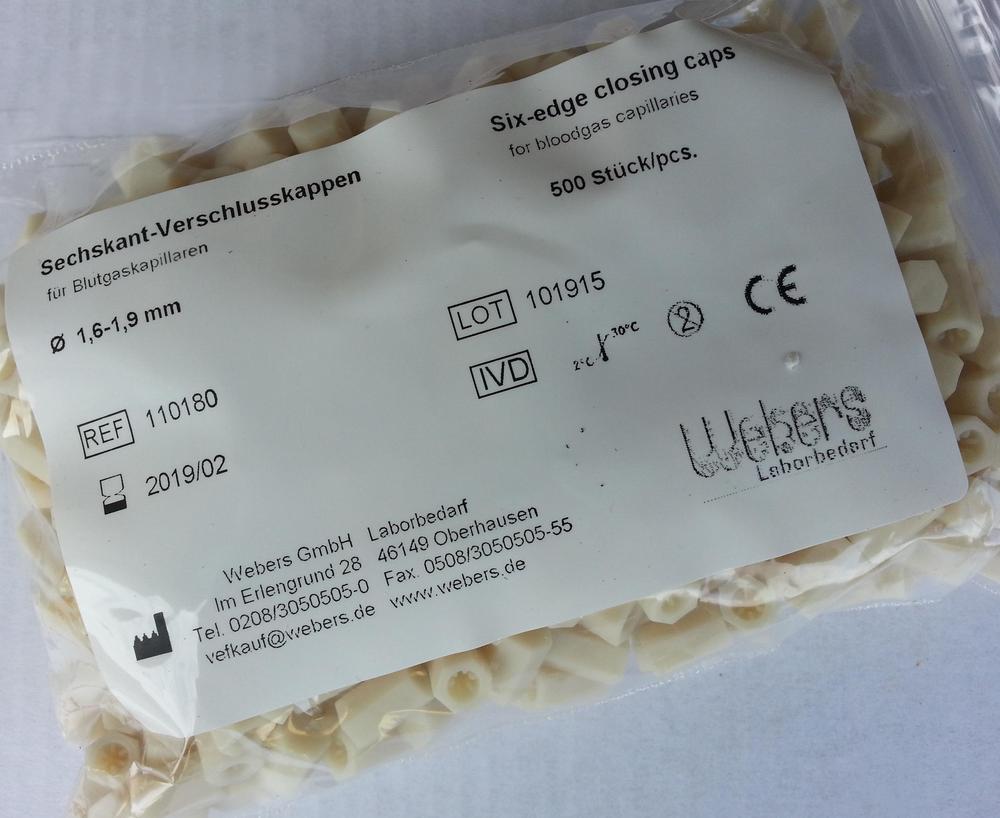 Six-edge closing caps
for bloodgas capillaries
500 Stück/pcs.
Sechskant-Verschlusskappen
für Blutgaskapillaren
Ø 1,6-1,9 mm
LOT 101915
IVD 2°C 30°C 2 CE
REF 110180
2019/02
Webers
Laborbedarf
Webers GmbH Laborbedarf
Im Erlengrund 28 46149 Oberhausen
Tel. 0208/3050505-0 Fax. 0508/3050505-55
vefkauf@webers.de www.webers.de